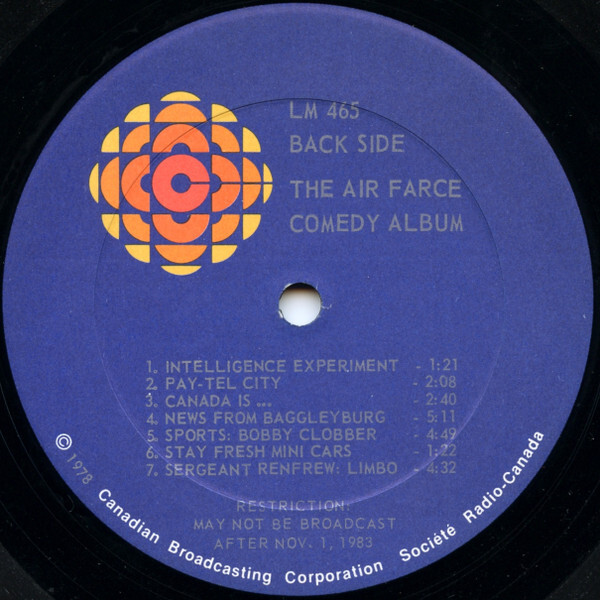 LM 465
BACK SIDE
THE AIR FARCE
COMEDY ALBUM
1. INTELLIGENCE EXPERIMENT - 1:21
2. PAY-TEL CITY - 2:08
3. CANADA IS ... - 2:40
4. NEWS FROM BAGGLEYBURG - 5:11
5. SPORTS: BOBBY CLOBBER - 4:49
6. STAY FRESH MINI CARS - 1:22
7. SERGEANT RENFREW: LIMBO - 4:32
RESTRICTION:
MAY NOT BE BROADCAST
AFTER NOV. 1, 1983
© 1978 Canadian Broadcasting Corporation Société Radio-Canada